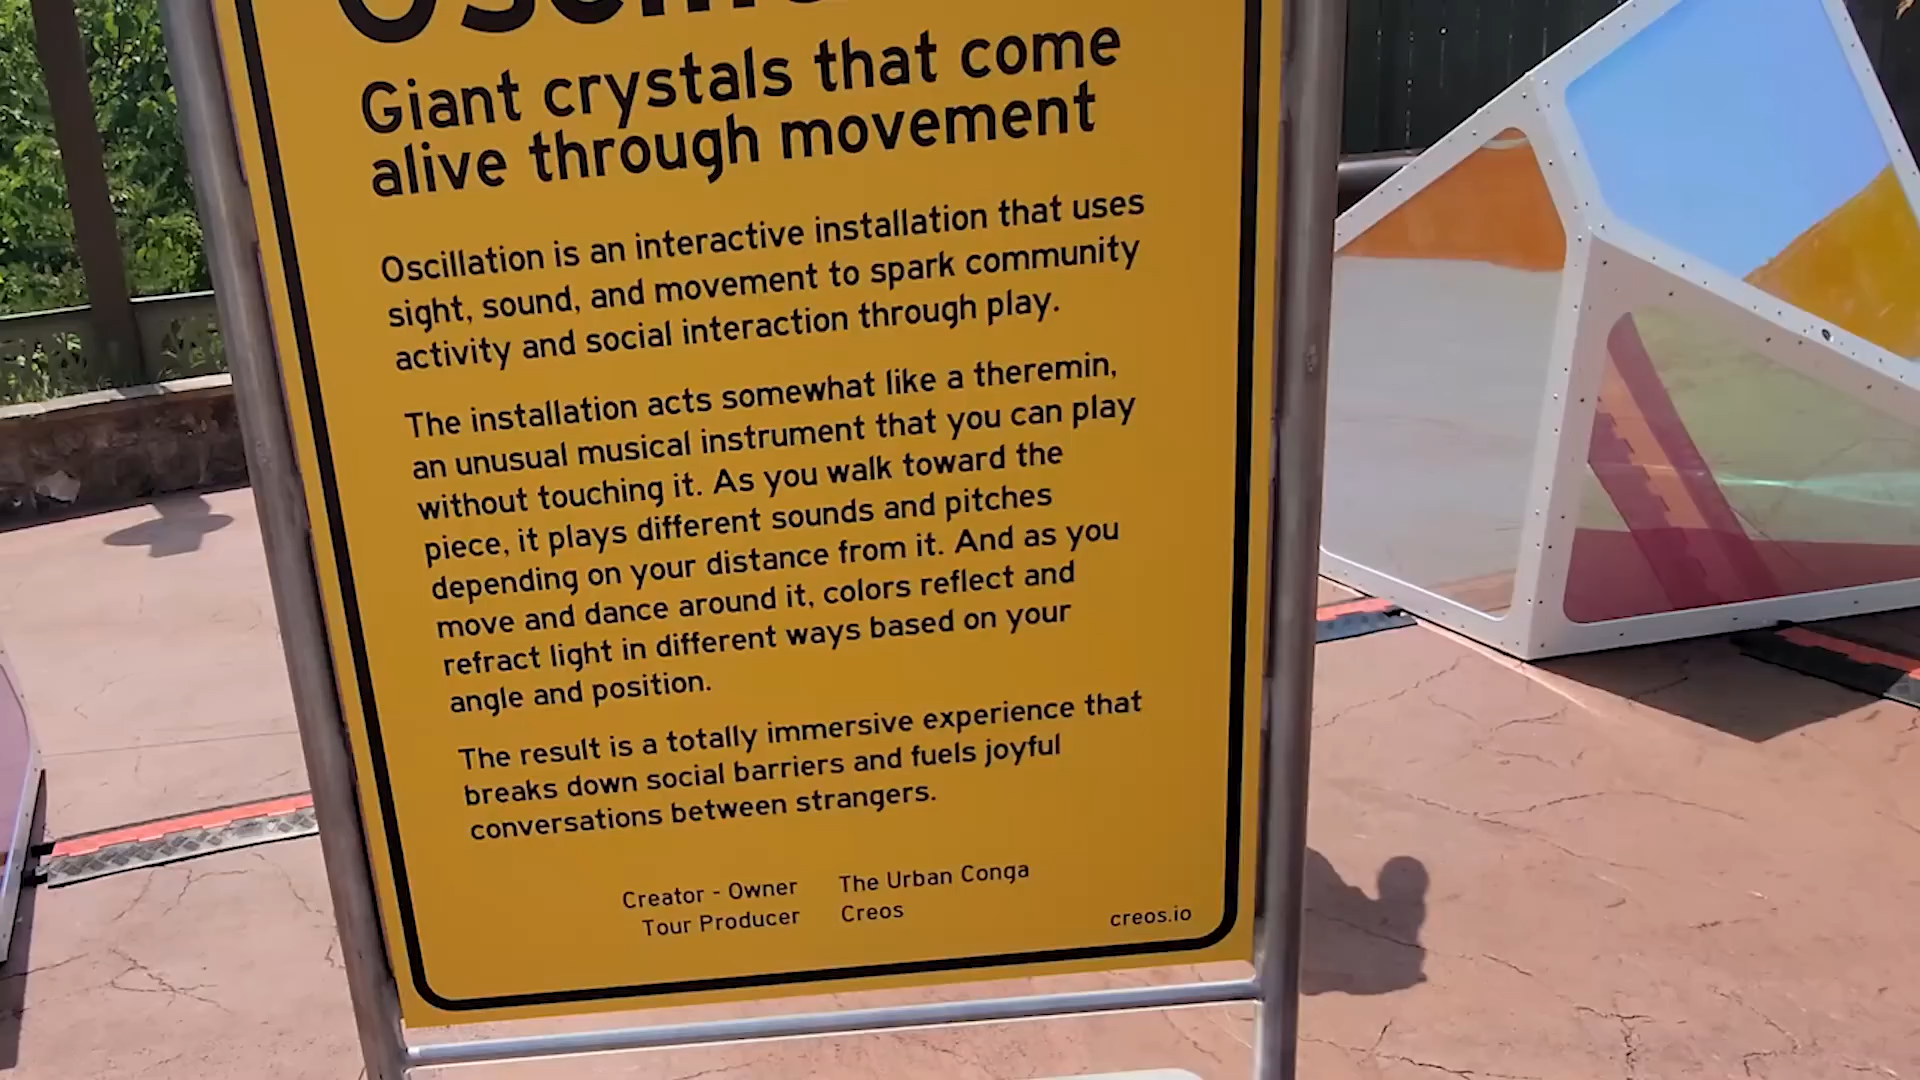 Giant crystals that come
alive through movement
Oscillation is an interactive installation that uses
sight, sound, and movement to spark community
activity and social interaction through play.
The installation acts somewhat like a theremin,
an unusual musical instrument that you can play
without touching it. As you walk toward the
piece, it plays different sounds and pitches
depending on your distance from it. And as you
move and dance around it, colors reflect and
refract light in different ways based on your
angle and position.
The result is a totally immersive experience that
breaks down social barriers and fuels joyful
conversations between strangers.
Creator - Owner The Urban Conga
Tour Producer Creos
creos.io